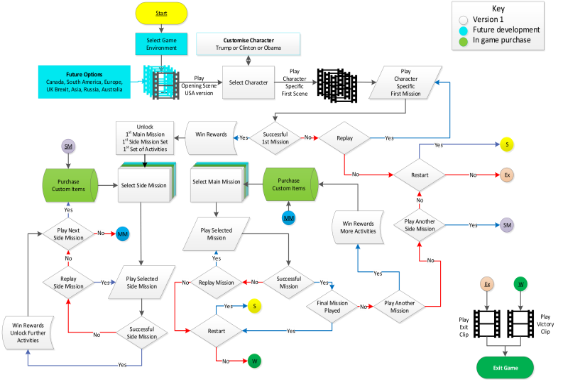 Start
Key
Version 1
Future development
In game purchase
Select Game
Environment
Customise Character
Trump or Clinton or Obama
Future Options
Canada, South America, Europe,
UK Brexit, Asia, Russia, Australia
Play
Opening Scene
USA version
Select Character
Play
Character
Specific
First Scene
Play
Character
Specific
First Mission
Unlock
1st Main Mission
1st Side Mission Set
1st Set of Activities
Win Rewards
Yes
Successful
1st Mission
No
Replay
Yes
Yes
S
SM
No
Restart
No
Ex
Purchase
Custom Items
Select Side Mission
Select Main Mission
Purchase
Custom Items
No
Yes
MM
Win Rewards
More Activities
Play Another
Side Mission
Yes
SM
Play Next
Side Mission
No
MM
Play Selected
Mission
No
No
Yes
Replay
Side Mission
Yes
Play Selected
Side Mission
Replay Mission
No
Successful
Mission
Yes
Yes
No
Final Mission
Played
No
Play Another
Mission
Ex
W
Yes
S
Win Rewards
Unlock Further
Activities
No
Successful
Side Mission
Restart
Yes
Play
Exit
Clip
Play
Victory
Clip
Yes
No
W
Exit Game